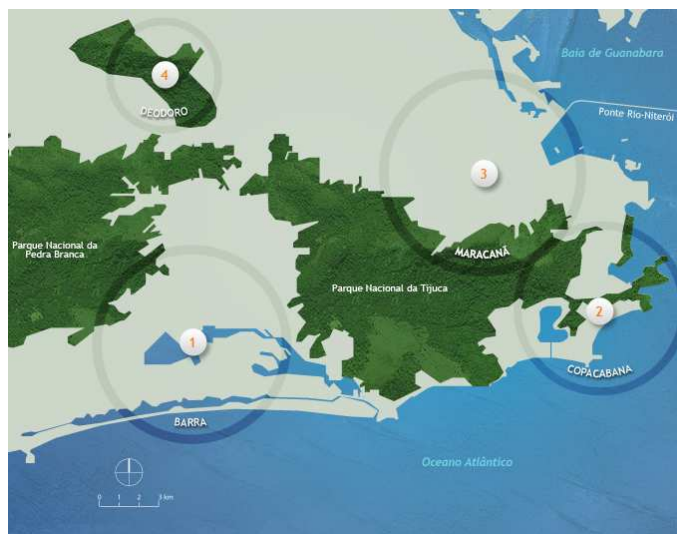 Baia de Guanabara
4
DEODORO
Ponte Rio-Niterói
3
MARACANÃ
Parque Nacional da
Pedra Branca
Parque Nacional da Tijuca
2
1
COPACABANA
BARRA
Oceano Atlântico
0 1 2 3 km